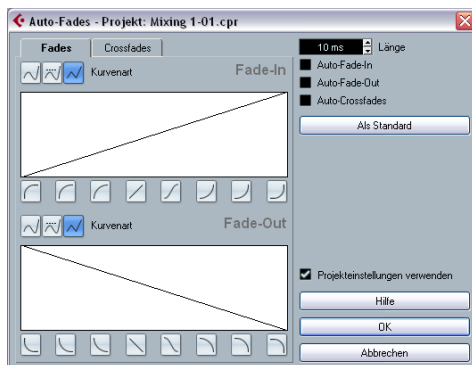 Auto-Fades - Projekt: Mixing 1-01.cpr
Fades
Crossfades
Kurvenart
Fade-In
Kurvenart
Fade-Out
10 ms
Länge
Auto-Fade-In
Auto-Fade-Out
Auto-Crossfades
Als Standard
Projekteinstellungen verwenden
Hilfe
OK
Abbrechen